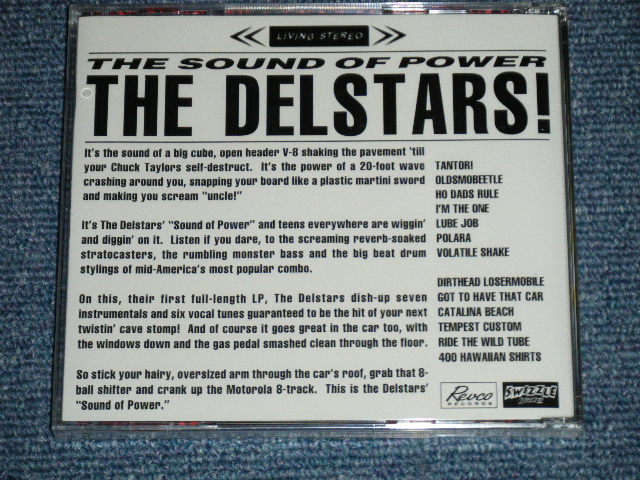 LIVING STEREO
THE SOUND OF POWER
THE DELSTARS!
It's the sound of a big cube, open header V-8 shaking the pavement 'till
your Chuck Taylors self-destruct. It's the power of a 20-foot wave
crashing around you, snapping your board like a plastic martini sword
and making you scream "uncle!"
It's The Delstars' "Sound of Power" and teens everywhere are wiggin'
and diggin' on it. Listen if you dare, to the screaming reverb-soaked
stratocasters, the rumbling monster bass and the big beat drum
stylings of mid-America's most popular combo.
On this, their first full-length LP, The Delstars dish-up seven
instrumentals and six vocal tunes guaranteed to be the hit of your next
twistin' cave stomp! And of course it goes great in the car too, with
the windows down and the gas pedal smashed clean through the floor.
So stick your hairy, oversized arm through the car's roof, grab that 8-
ball shifter and crank up the Motorola 8-track. This is the Delstars'
"Sound of Power."
TANTORI
OLDSMOBEETLE
HO DADS RULE
I'M THE ONE
LUBE JOB
POLARA
VOLATILE SHAKE
DIRTHEAD LOSERMOBILE
GOT TO HAVE THAT CAR
CATALINA BEACH
TEMPEST CUSTOM
RIDE THE WILD TUBE
400 HAWAIIAN SHIRTS
Revco
RECORDS
SWIZZLE